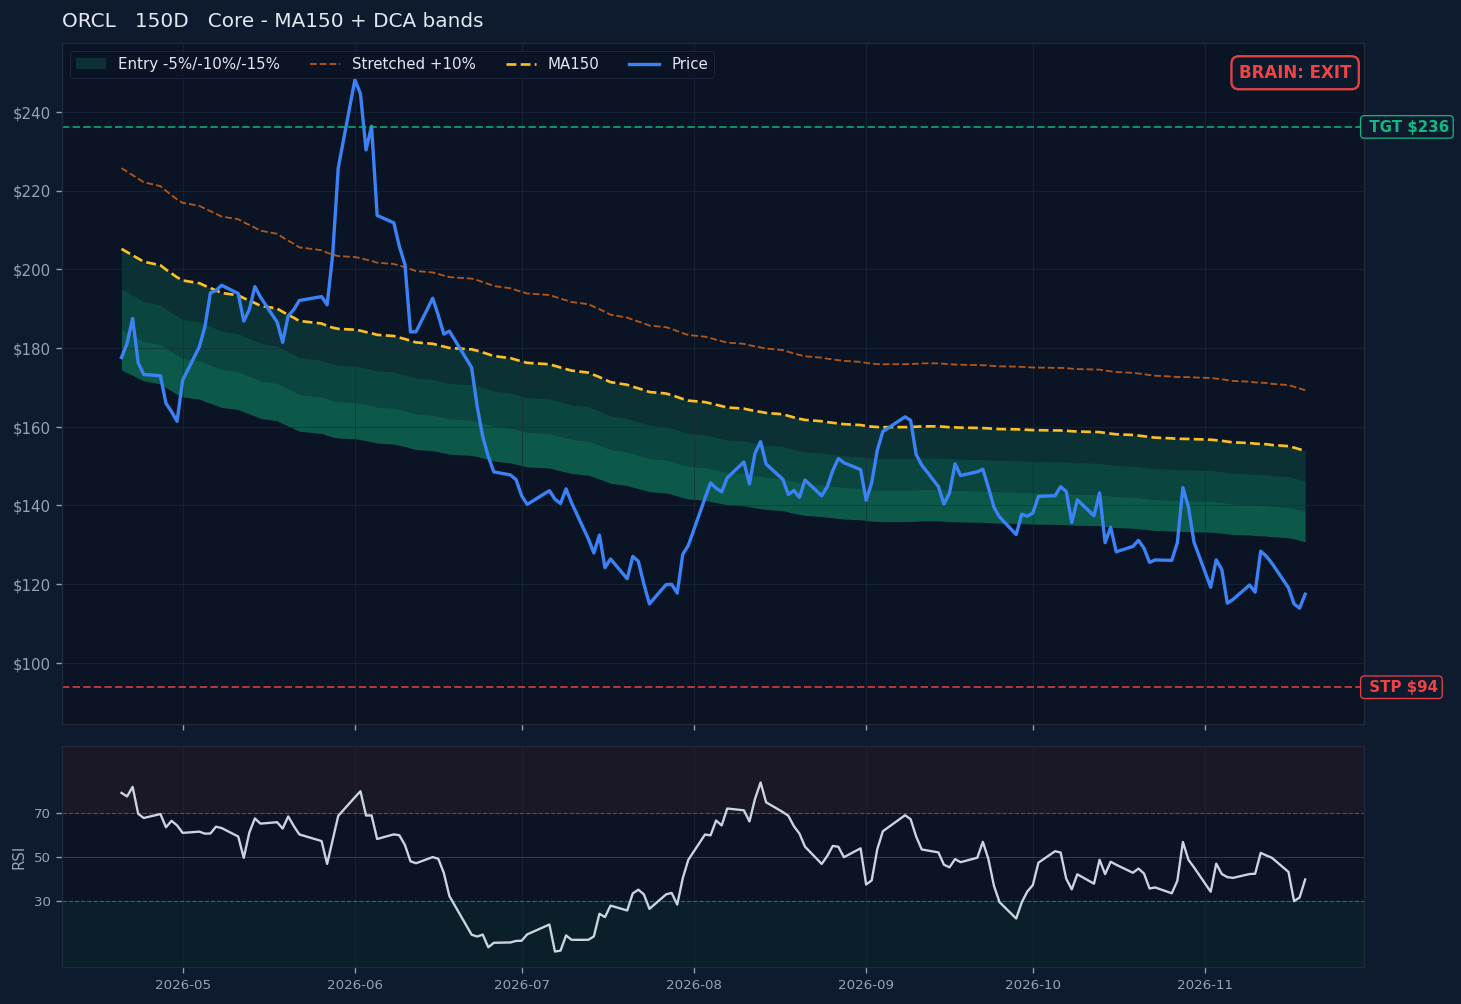 ORCL   150D   Core - MA150 + DCA bands
Entry -5%/-10%/-15%   Stretched +10%   MA150   Price
BRAIN: EXIT
$240
TGT $236
$220
$200
$180
$160
$140
$120
$100
STP $94
RSI
70
50
30
2026-05   2026-06   2026-07   2026-08   2026-09   2026-10   2026-11